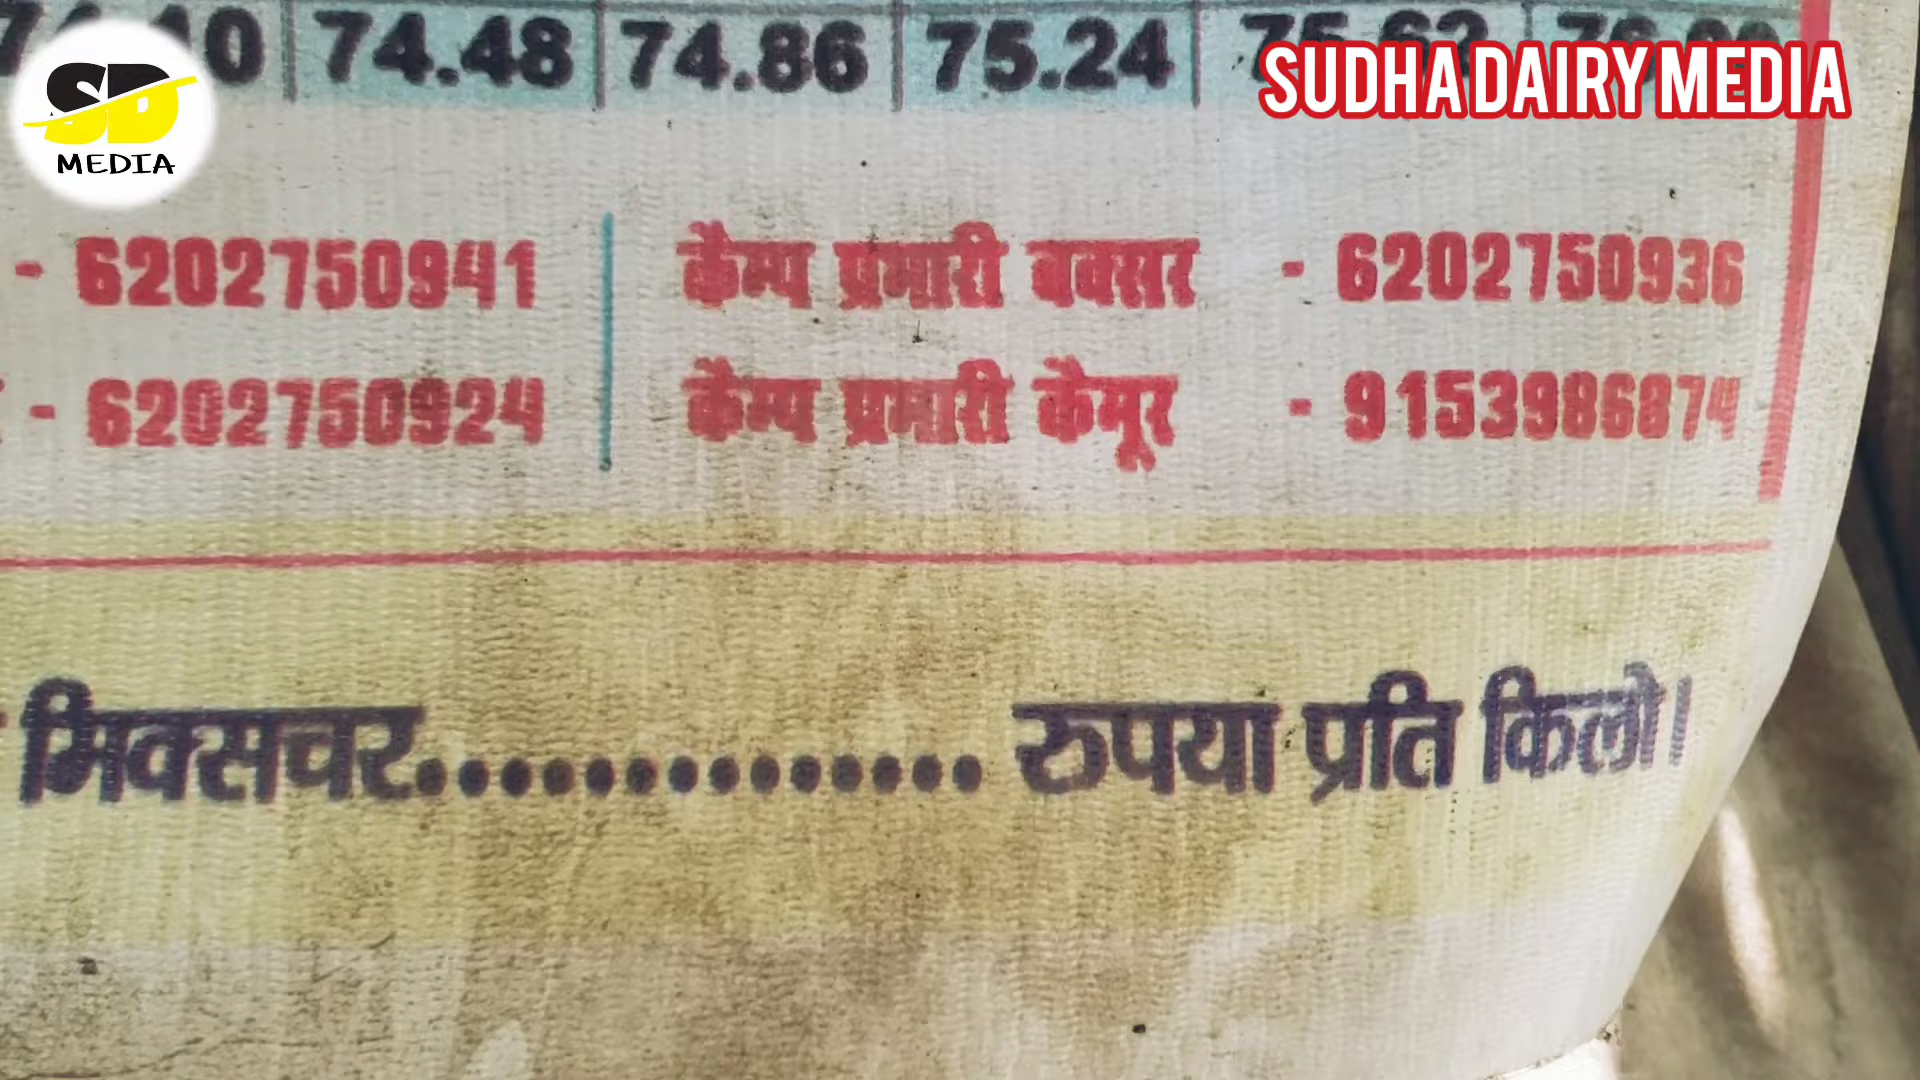 74.48 74.86 75.24
SUDHA DAIRY MEDIA
SD
MEDIA
- 6202750941 कैम्प प्रभारी बक्सर - 6202750936
- 6202750924 कैम्प प्रभारी कैमूर - 9153986874
मिक्सचर.............. रुपया प्रति किलो।